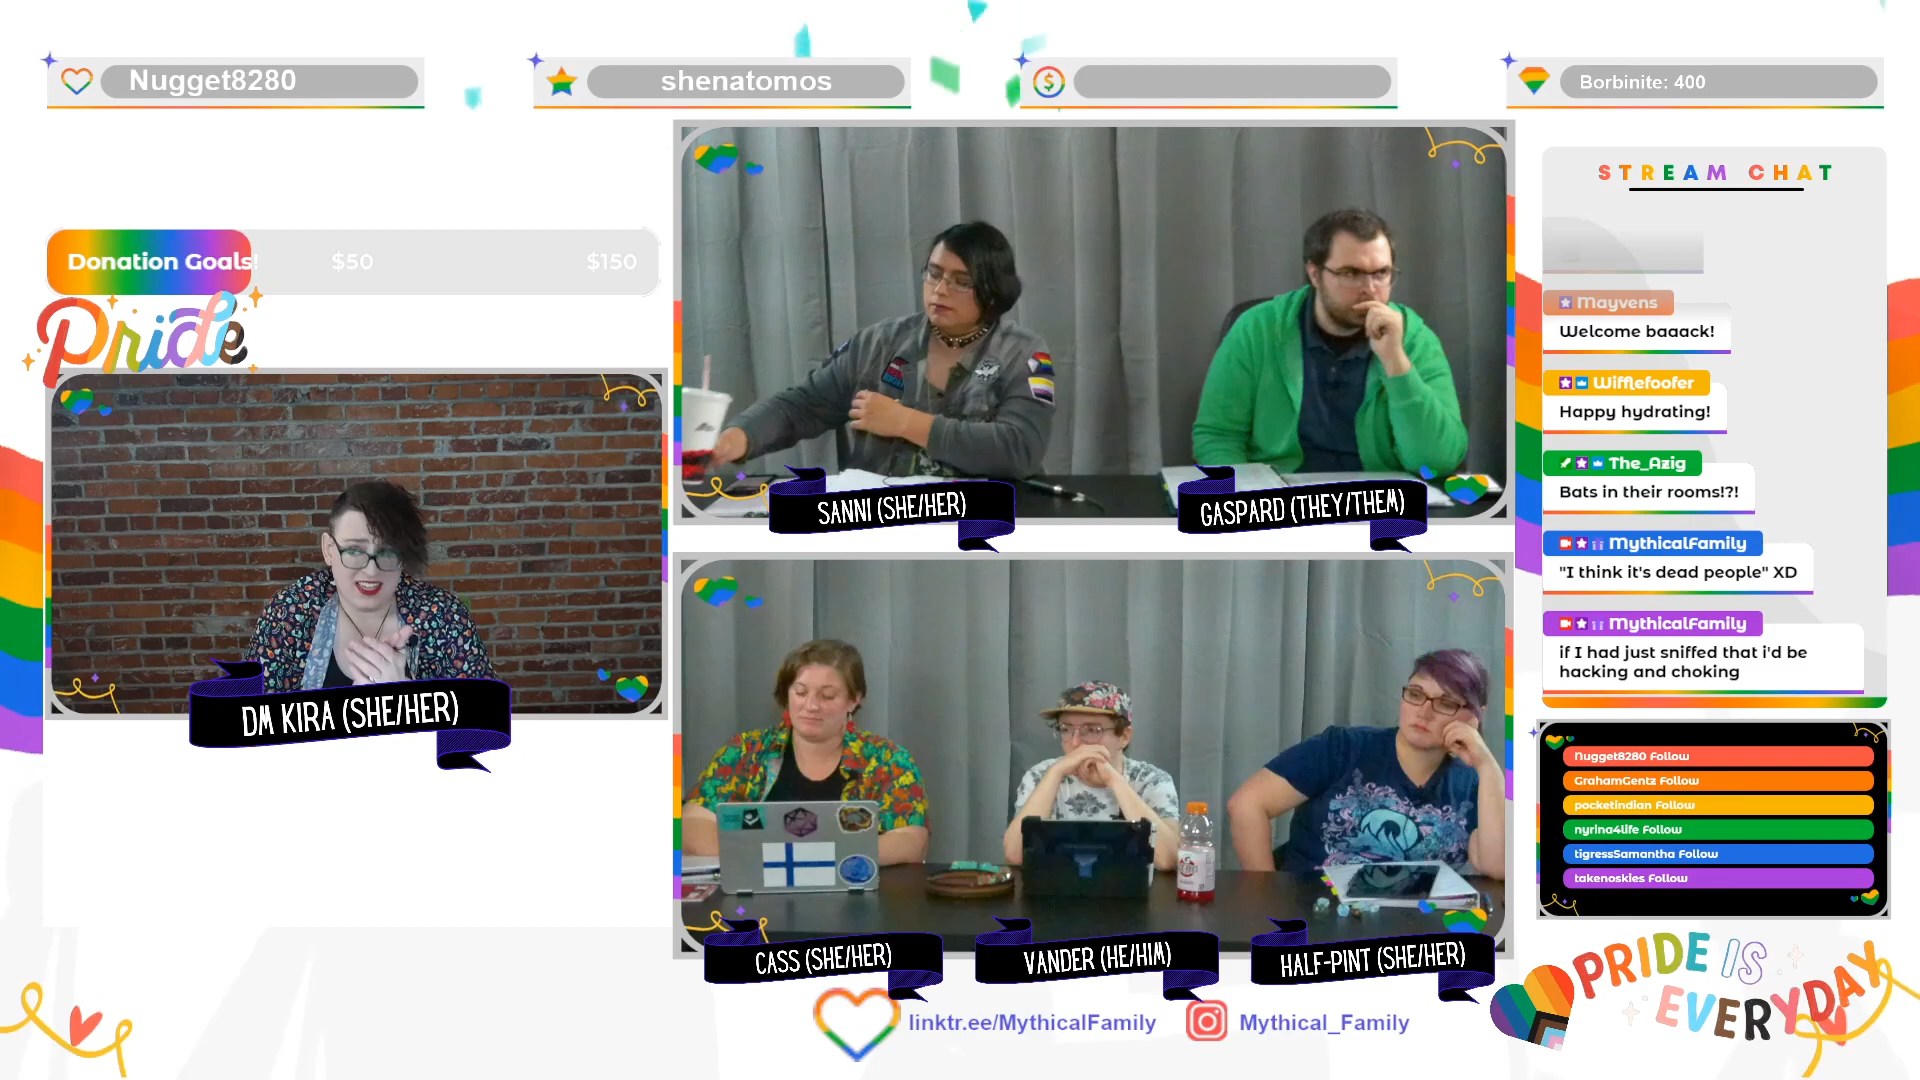 Nugget8280
shenatomos
Borbinite: 400
Donation Goals!
$50
$150
Pride
DM KIRA (SHE/HER)
SANNI (SHE/HER)
GASPARD (THEY/THEM)
CASS (SHE/HER)
VANDER (HE/HIM)
HALF-PINT (SHE/HER)
linktr.ee/MythicalFamily
Mythical_Family
STREAM CHAT
Mayvens
Welcome baaack!
Wifflefoofer
Happy hydrating!
The_Azig
Bats in their rooms!?!
MythicalFamily
"I think it's dead people" XD
MythicalFamily
if I had just sniffed that i'd be
hacking and choking
Nugget8280 Follow
GrahamGentz Follow
pocketindian Follow
nyrina4life Follow
tigressSamantha Follow
takenoskies Follow
PRIDE IS
EVERYDAY